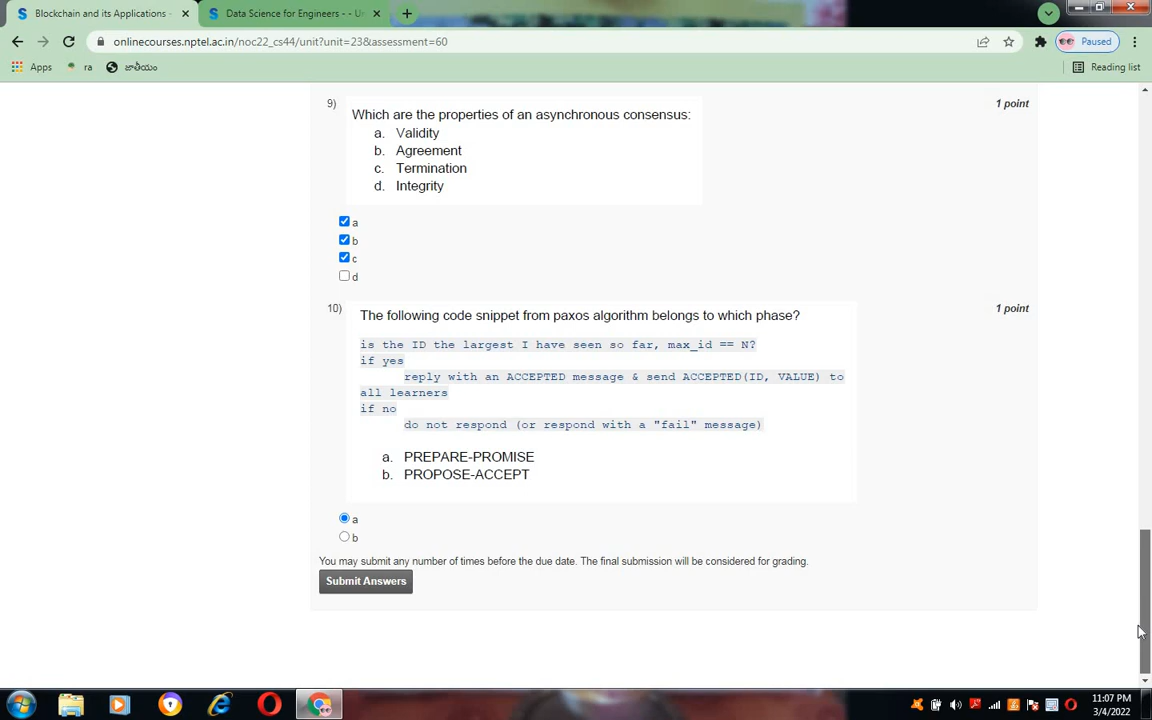 Blockchain and its Applications -
Data Science for Engineers - - U
onlinecourses.nptel.ac.in/noc22_cs44/unit?unit=23&assessment=60
Paused
Apps
ra
జాతీయం
Reading list
9)
1 point
Which are the properties of an asynchronous consensus:
a. Validity
b. Agreement
c. Termination
d. Integrity
a
b
c
d
10)
1 point
The following code snippet from paxos algorithm belongs to which phase?
is the ID the largest I have seen so far, max_id == N?
if yes
reply with an ACCEPTED message & send ACCEPTED(ID, VALUE) to
all learners
if no
do not respond (or respond with a "fail" message)
a. PREPARE-PROMISE
b. PROPOSE-ACCEPT
a
b
You may submit any number of times before the due date. The final submission will be considered for grading.
Submit Answers
11:07 PM
3/4/2022